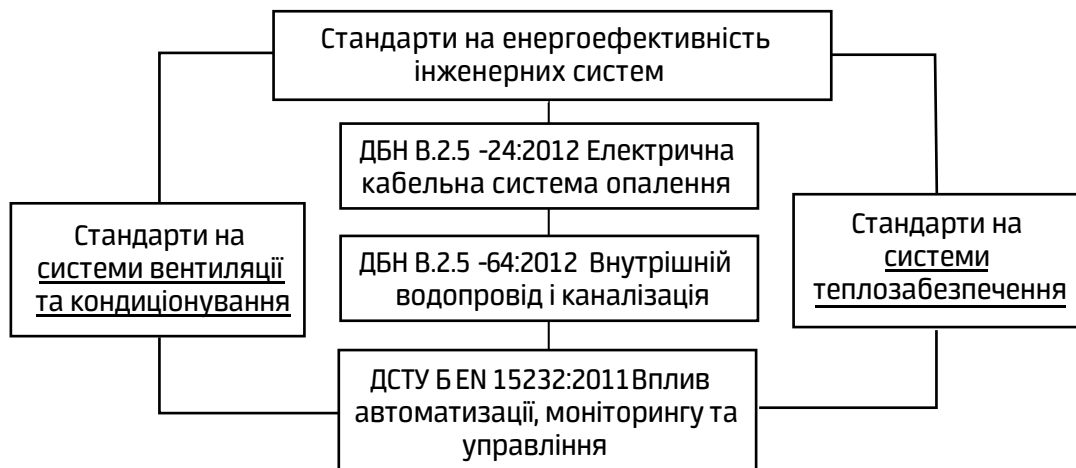 Стандарти на енергоефективність
інженерних систем
ДБН В.2.5 -24:2012 Електрична
кабельна система опалення
Стандарти на
системи вентиляції
та кондиціонування
ДБН В.2.5 -64:2012 Внутрішній
водопровід і каналізація
Стандарти на
системи
теплозабезпечення
ДСТУ Б EN 15232:2011Вплив
автоматизації, моніторингу та
управління